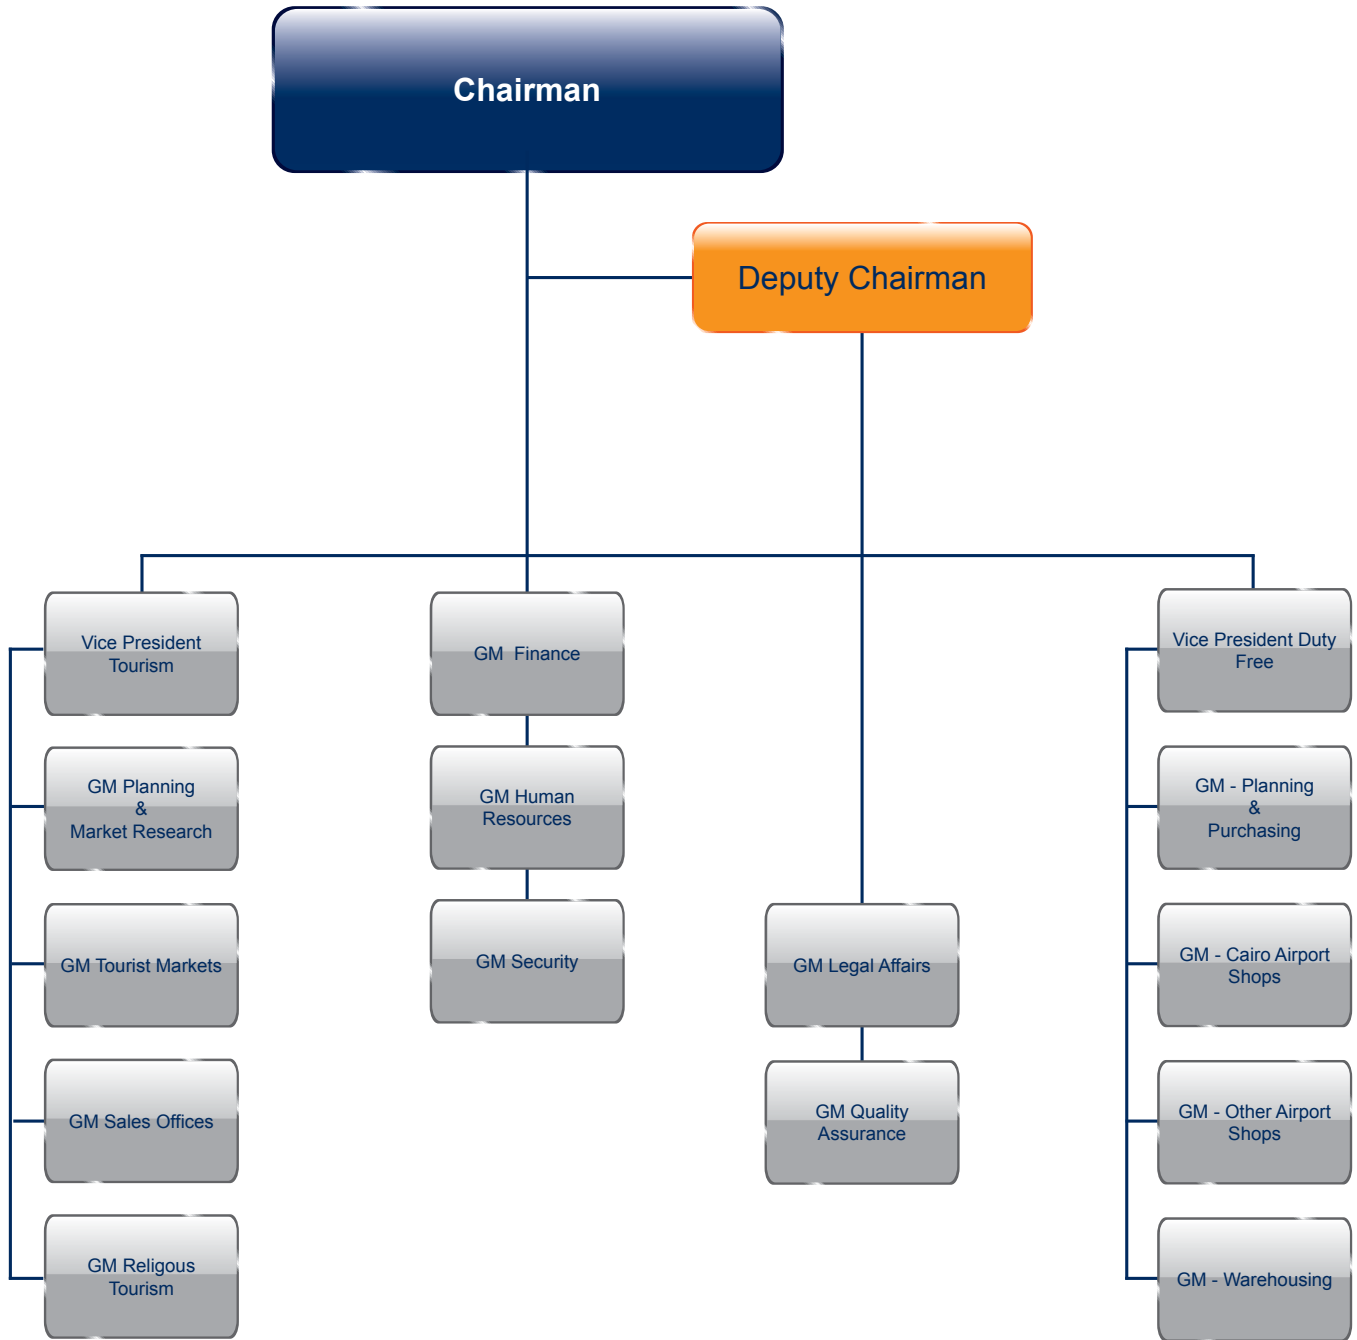 Chairman
Deputy Chairman
Vice President
Tourism
GM Planning
&
Market Research
GM Tourist Markets
GM Sales Offices
GM Religous
Tourism
GM  Finance
GM Human
Resources
GM Security
GM Legal Affairs
GM Quality
Assurance
Vice President Duty
Free
GM - Planning
&
Purchasing
GM - Cairo Airport
Shops
GM - Other Airport
Shops
GM - Warehousing